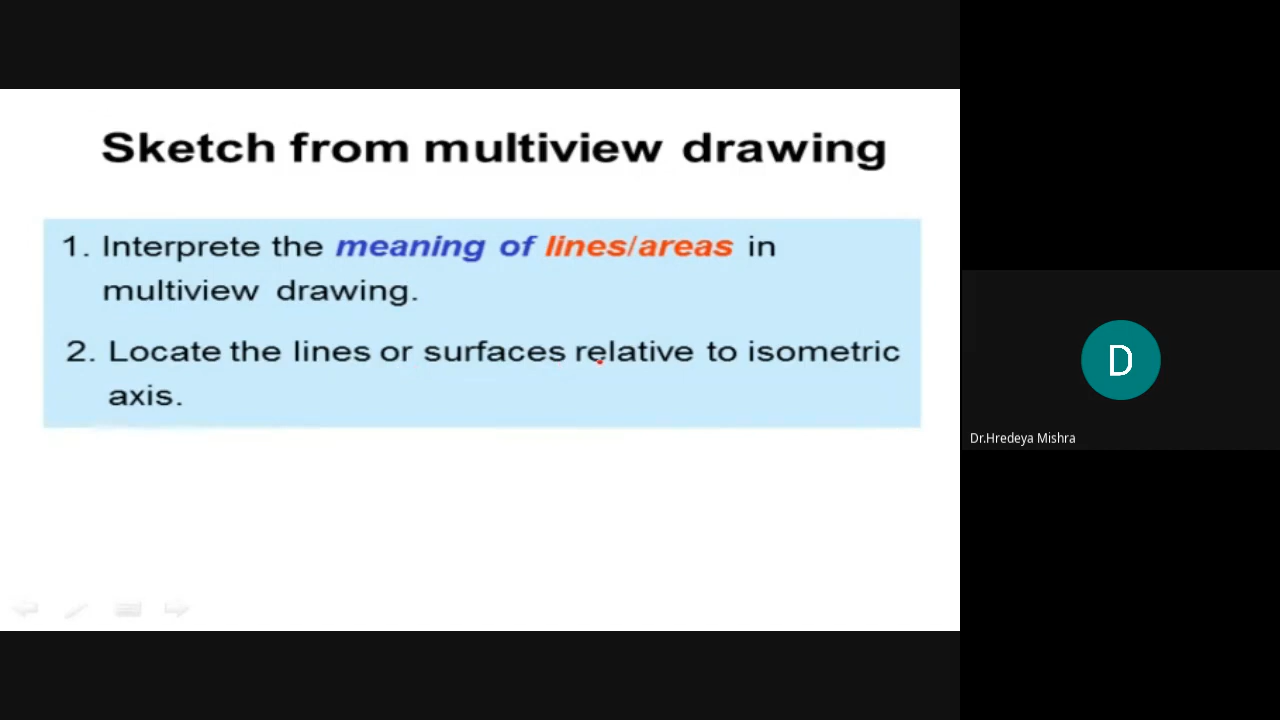 Sketch from multiview drawing
1. Interprete the meaning of lines/areas in
multiview drawing.
2. Locate the lines or surfaces relative to isometric
axis.
D
Dr.Hredeya Mishra